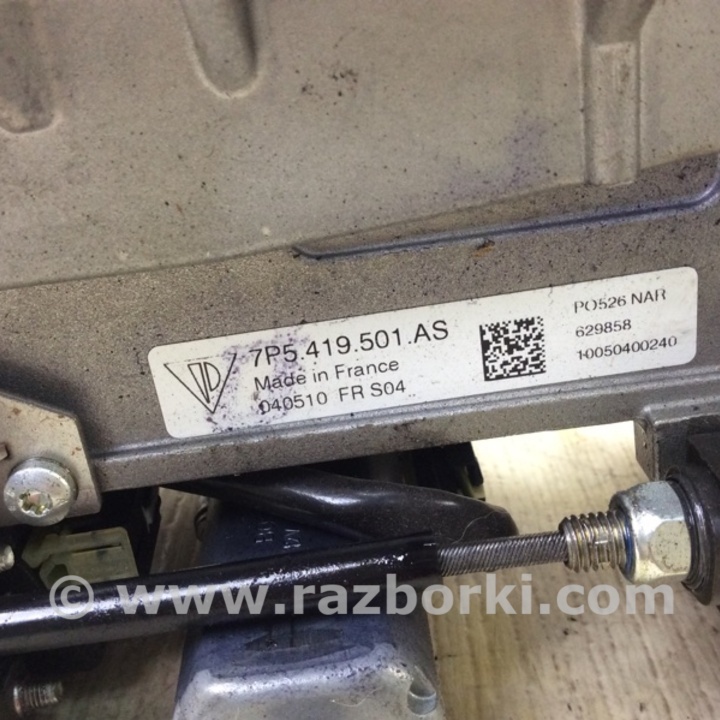 7P5.419.501.AS
Made in France
040510 FR S04
PO526 NAR
629858
10050400240
© www.razborki.com